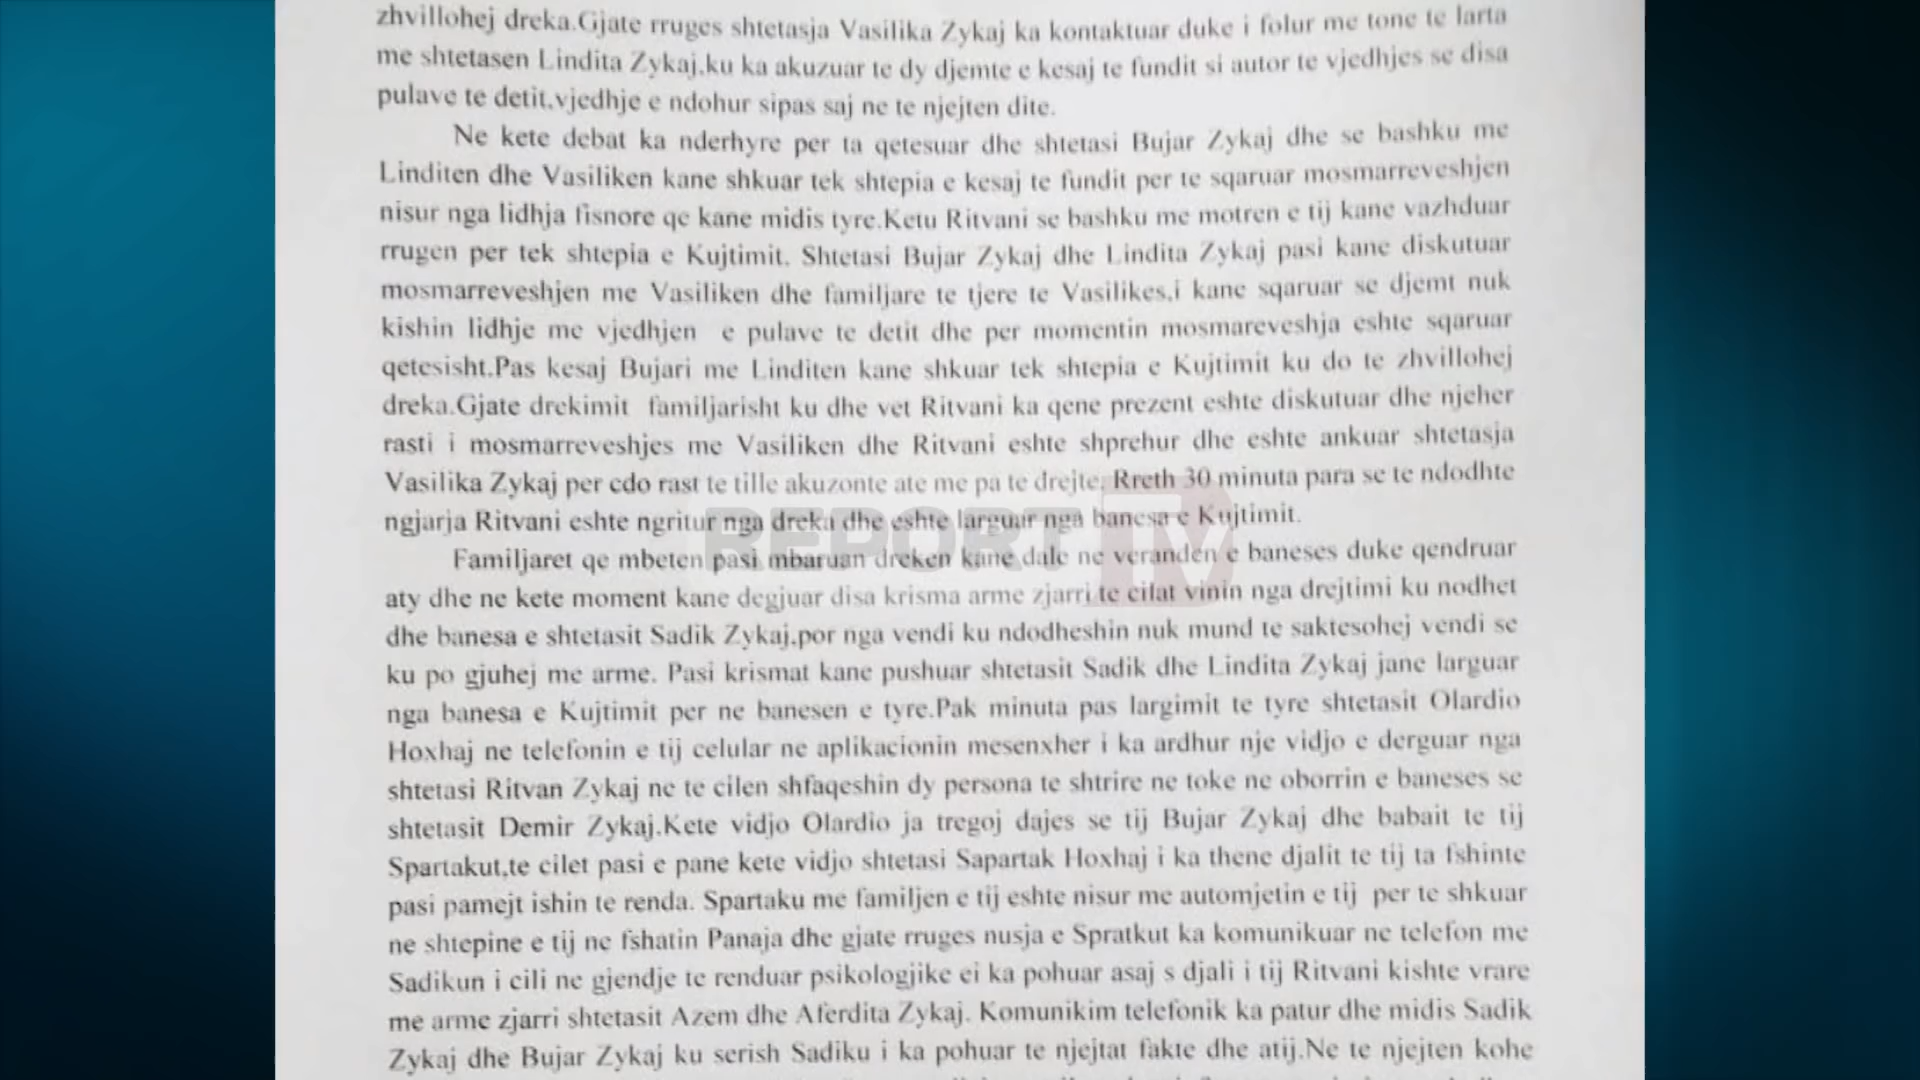 zhvillohej dreka.Gjate rruges shtetasja Vasilika Zykaj ka kontaktuar duke i folur me tone te larta
me shtetasen Lindita Zykaj,ku ka akuzuar te dy djemte e kesaj te fundit si autor te vjedhjes se disa
pulave te detit,vjedhje e ndohur sipas saj ne te njejten dite.
Ne kete debat ka nderhyre per ta qetesuar dhe shtetasi Bujar Zykaj dhe se bashku me
Linditen dhe Vasiliken kane shkuar tek shtepia e kesaj te fundit per te sqaruar mosmarreveshjen
nisur nga lidhja fisnore qe kane midis tyre.Ketu Ritvani se bashku me motren e tij kane vazhduar
rrugen per tek shtepia e Kujtimit. Shtetasi Bujar Zykaj dhe Lindita Zykaj pasi kane diskutuar
mosmarreveshjen me Vasiliken dhe familjare te tjere te Vasilikes,i kane sqaruar se djemt nuk
kishin lidhje me vjedhjen e pulave te detit dhe per momentin mosmareveshja eshte sqaruar
qetesisht.Pas kesaj Bujari me Linditen kane shkuar tek shtepia e Kujtimit ku do te zhvillohej
dreka.Gjate drekimit familjarisht ku dhe vet Ritvani ka qene prezent eshte diskutuar dhe njeher
rasti i mosmarreveshjes me Vasiliken dhe Ritvani eshte shprehur dhe eshte ankuar shtetasja
Vasilika Zykaj per cdo rast te tille akuzonte ate me pa te drejte. Rreth 30 minuta para se te ndodhte
ngjarja Ritvani eshte ngritur nga dreka dhe eshte larguar nga banesa e Kujtimit.
REPORT TV
Familjaret qe mbeten pasi mbaruan dreken kane dale ne veranden e baneses duke qendruar
aty dhe ne kete moment kane degjuar disa krisma arme zjarri te cilat vinin nga drejtimi ku nodhet
dhe banesa e shtetasit Sadik Zykaj,por nga vendi ku ndodheshin nuk mund te saktesohej vendi se
ku po gjuhej me arme. Pasi krismat kane pushuar shtetasit Sadik dhe Lindita Zykaj jane larguar
nga banesa e Kujtimit per ne banesen e tyre.Pak minuta pas largimit te tyre shtetasit Olardio
Hoxhaj ne telefonin e tij celular ne aplikacionin mesenxher i ka ardhur nje vidjo e derguar nga
shtetasi Ritvan Zykaj ne te cilen shfaqeshin dy persona te shtrire ne toke ne oborrin e baneses se
shtetasit Demir Zykaj.Kete vidjo Olardio ja tregoj dajes se tij Bujar Zykaj dhe babait te tij
Spartakut,te cilet pasi e pane kete vidjo shtetasi Sapartak Hoxhaj i ka thene djalit te tij ta fshinte
pasi pamejt ishin te renda. Spartaku me familjen e tij eshte nisur me automjetin e tij per te shkuar
ne shtepine e tij ne fshatin Panaja dhe gjate rruges nusja e Spratkut ka komunikuar ne telefon me
Sadikun i cili ne gjendje te renduar psikologjike ei ka pohuar asaj s djali i tij Ritvani kishte vrare
me arme zjarri shtetasit Azem dhe Aferdita Zykaj. Komunikim telefonik ka patur dhe midis Sadik
Zykaj dhe Bujar Zykaj ku serish Sadiku i ka pohuar te njejtat fakte dhe atij.Ne te njejten kohe